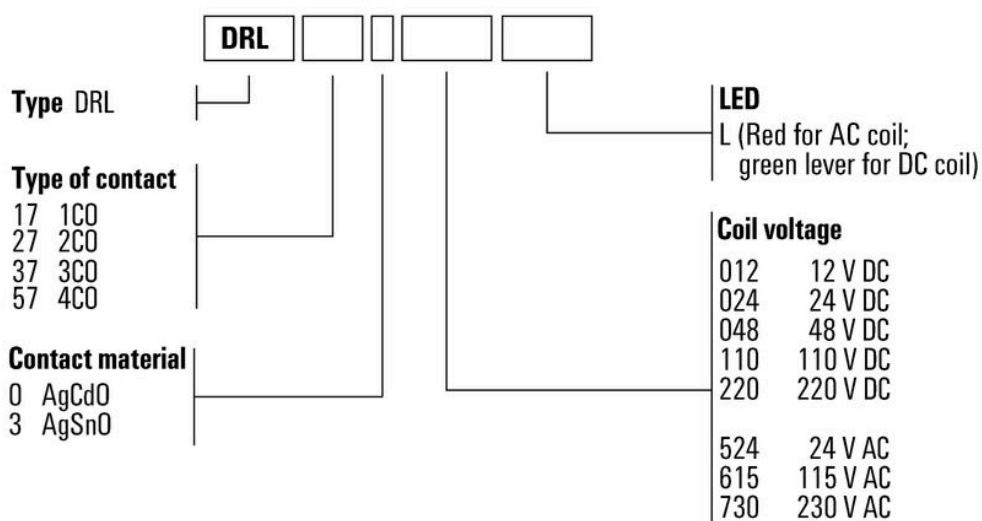 DRL
Type DRL
Type of contact
17 1CO
27 2CO
37 3CO
57 4CO
Contact material
0 AgCdO
3 AgSnO
LED
L (Red for AC coil;
green lever for DC coil)
Coil voltage
012 12 V DC
024 24 V DC
048 48 V DC
110 110 V DC
220 220 V DC
524 24 V AC
615 115 V AC
730 230 V AC